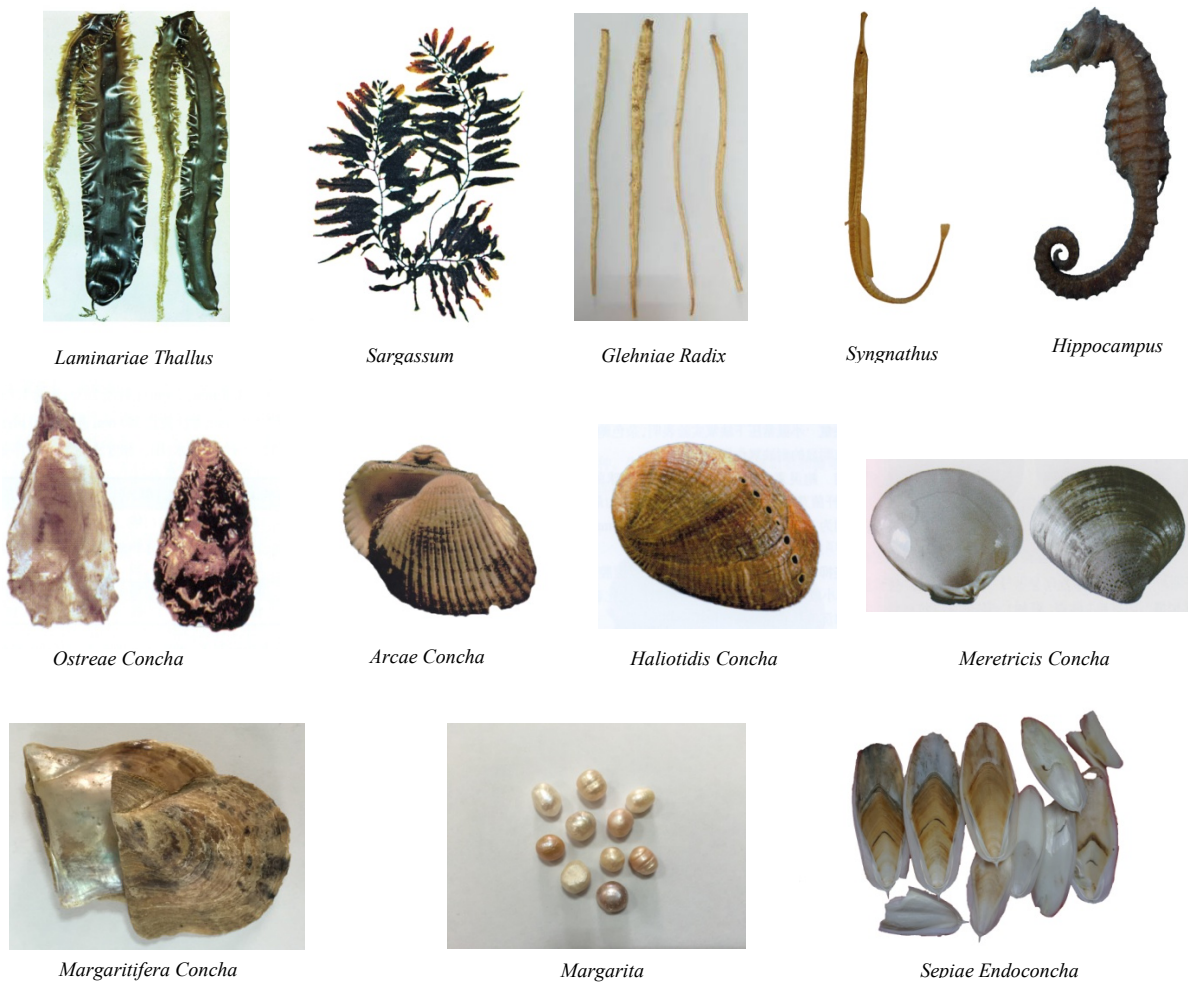 Laminariae Thallus
Sargassum
Glehniae Radix
Syngnathus
Hippocampus
Ostreae Concha
Arcae Concha
Haliotidis Concha
Meretricis Concha
Margaritifera Concha
Margarita
Sepiae Endoconcha